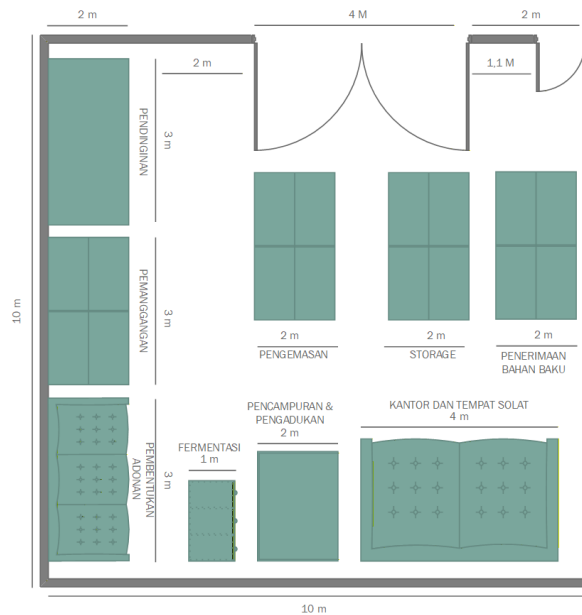 2 m
4 M
2 m
2 m
1,1 M
PENDINGINAN
3 m
10 m
PEMANGGANGAN
3 m
2 m
PENGEMASAN
2 m
STORAGE
2 m
PENERIMAAN
BAHAN BAKU
PEMBENTUKAN
ADONAN
3 m
FERMENTASI
1 m
PENCAMPURAN &
PENGADUKAN
2 m
KANTOR DAN TEMPAT SOLAT
4 m
10 m